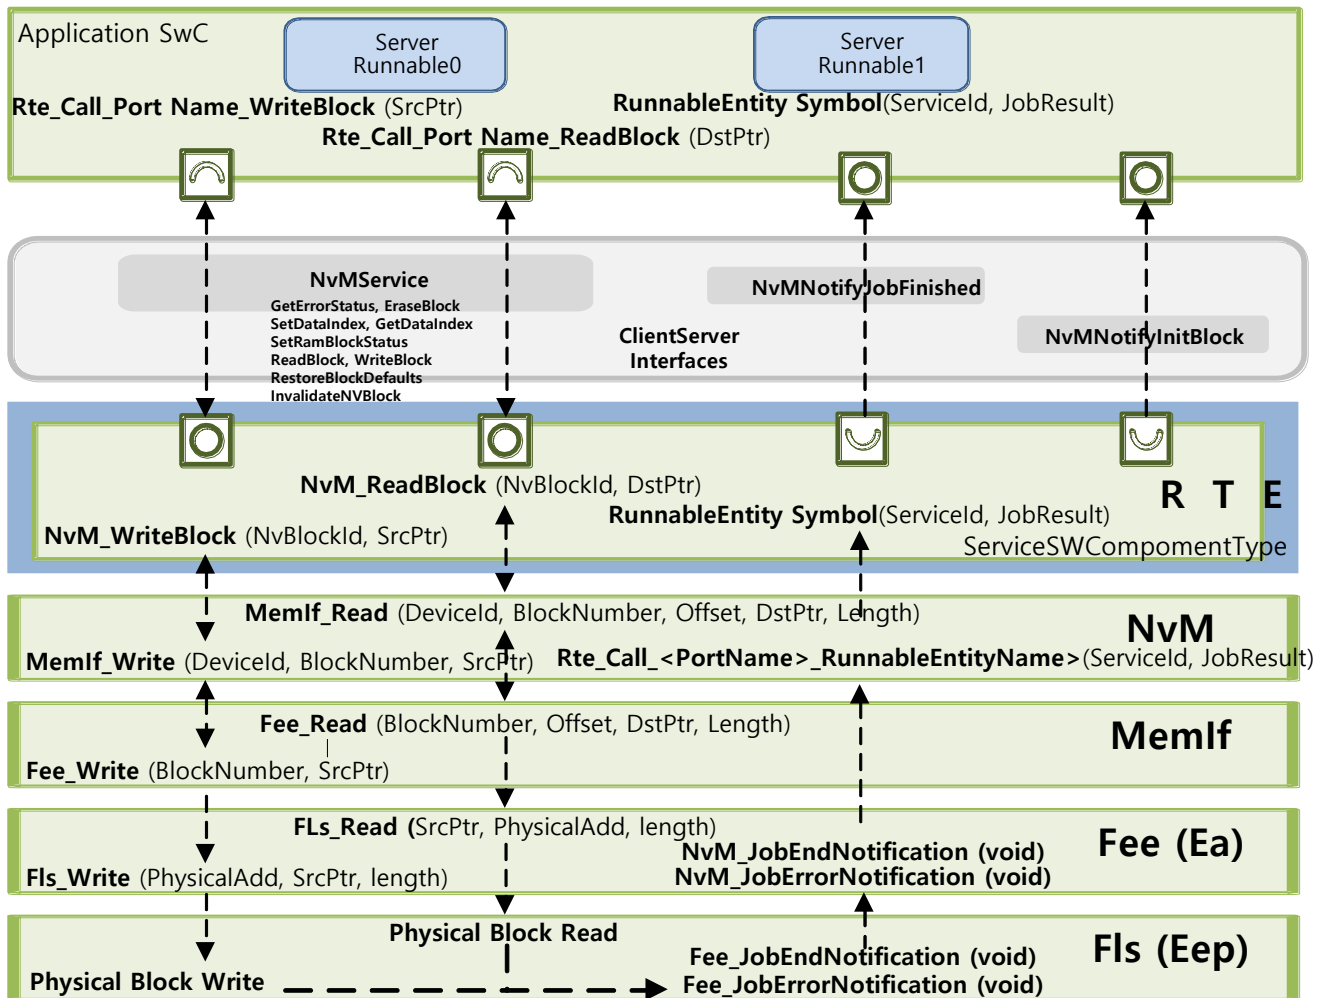 Application SwC
Server
Runnable0
Server
Runnable1
Rte_Call_Port Name_WriteBlock (SrcPtr)
RunnableEntity Symbol(ServiceId, JobResult)
Rte_Call_Port Name_ReadBlock (DstPtr)
NvMService
GetErrorStatus, EraseBlock
SetDataIndex, GetDataIndex
SetRamBlockStatus
ReadBlock, WriteBlock
RestoreBlockDefaults
InvalidateNVBlock
ClientServer
Interfaces
NvMNotifyJobFinished
NvMNotifyInitBlock
NvM_ReadBlock (NvBlockId, DstPtr)
R T E
RunnableEntity Symbol(ServiceId, JobResult)
NvM_WriteBlock (NvBlockId, SrcPtr)
ServiceSWCompomentType
MemIf_Read (DeviceId, BlockNumber, Offset, DstPtr, Length)
NvM
MemIf_Write (DeviceId, BlockNumber, SrcPtr)
Rte_Call_<PortName>_RunnableEntityName>(ServiceId, JobResult)
Fee_Read (BlockNumber, Offset, DstPtr, Length)
MemIf
Fee_Write (BlockNumber, SrcPtr)
FLs_Read (SrcPtr, PhysicalAdd, length)
Fee (Ea)
NvM_JobEndNotification (void)
NvM_JobErrorNotification (void)
Fls_Write (PhysicalAdd, SrcPtr, length)
Physical Block Read
Fls (Eep)
Fee_JobEndNotification (void)
Fee_JobErrorNotification (void)
Physical Block Write